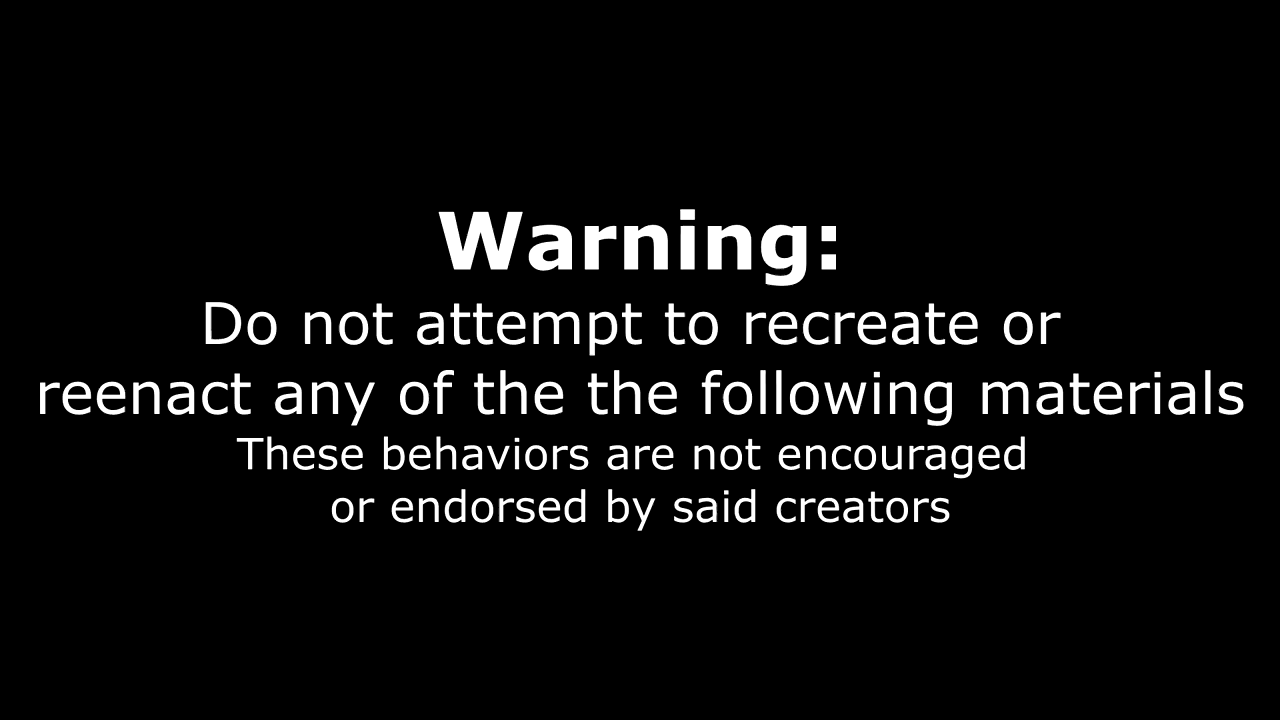 Warning:
Do not attempt to recreate or
reenact any of the the following materials
These behaviors are not encouraged
or endorsed by said creators